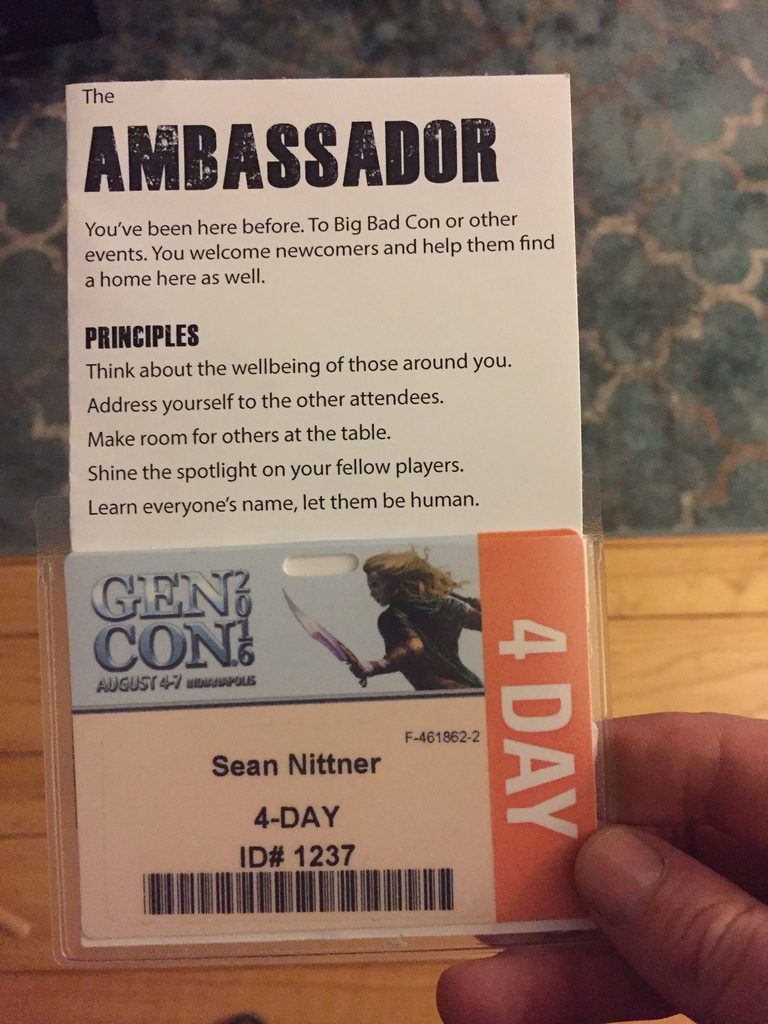 The
AMBASSADOR
You've been here before. To Big Bad Con or other
events. You welcome newcomers and help them find
a home here as well.
PRINCIPLES
Think about the wellbeing of those around you.
Address yourself to the other attendees.
Make room for others at the table.
Shine the spotlight on your fellow players.
Learn everyone's name, let them be human.
GEN
CON
2016
AUGUST 4-7 INDIANAPOLIS
4 DAY
F-461862-2
Sean Nittner
4-DAY
ID# 1237